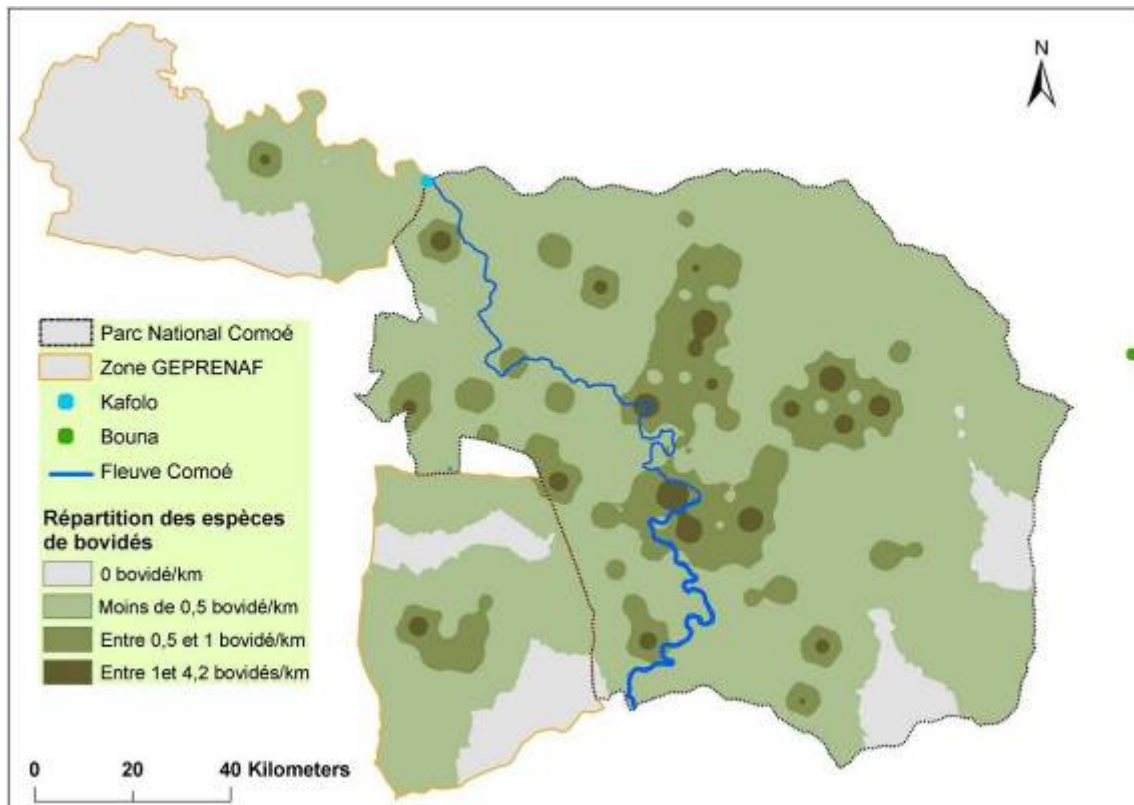 N
Parc National Comoé
Zone GEPRENAF
Kafolo
Bouna
Fleuve Comoé
Répartition des espèces
de bovidés
0 bovidé/km
Moins de 0,5 bovidé/km
Entre 0,5 et 1 bovidé/km
Entre 1et 4,2 bovidés/km
0 20 40 Kilometers